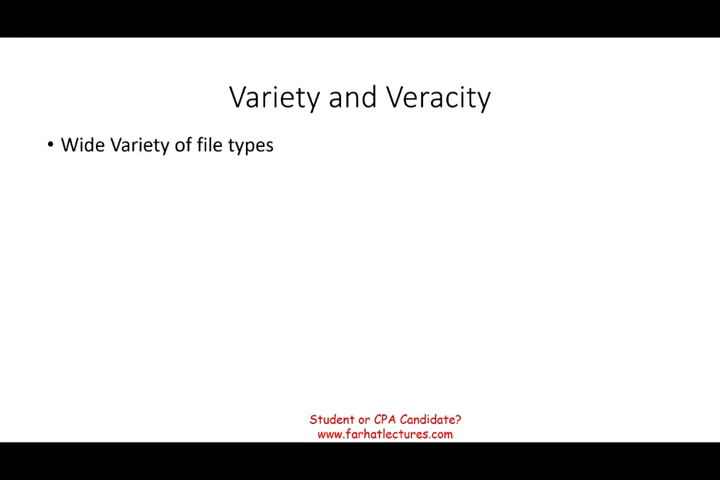 Variety and Veracity
• Wide Variety of file types
Student or CPA Candidate?
www.farhatlectures.com